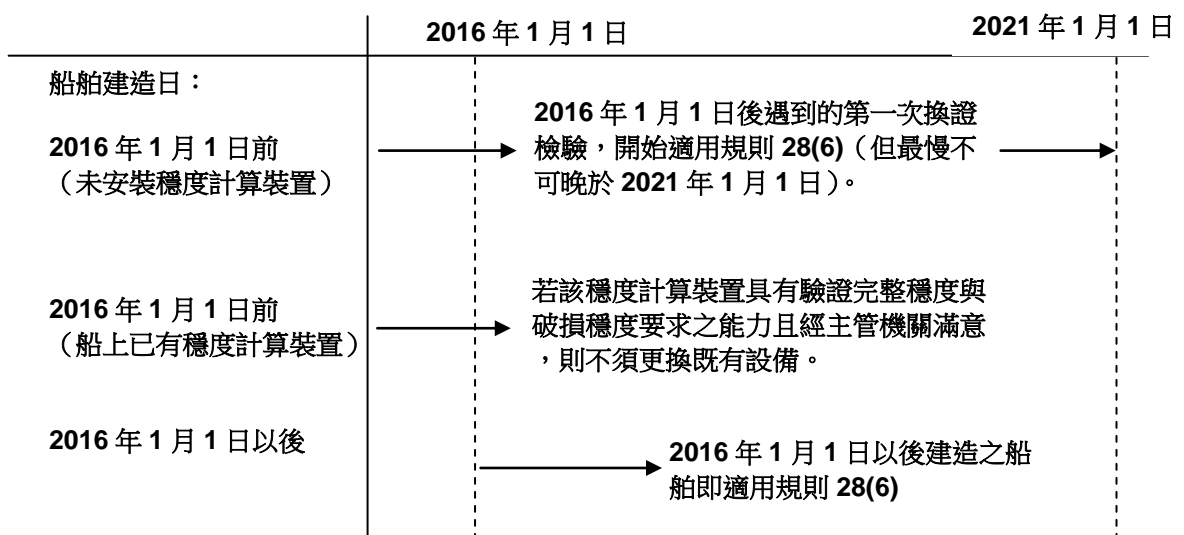 2016 年 1 月 1 日
2021 年 1 月 1 日
船舶建造日：
2016 年 1 月 1 日前
（未安裝穩度計算裝置）
2016 年 1 月 1 日後遇到的第一次換證
檢驗，開始適用規則 28(6)（但最慢不
可晚於 2021 年 1 月 1 日）。
2016 年 1 月 1 日前
（船上已有穩度計算裝置）
若該穩度計算裝置具有驗證完整穩度與
破損穩度要求之能力且經主管機關滿意
，則不須更換既有設備。
2016 年 1 月 1 日以後
2016 年 1 月 1 日以後建造之船
舶即適用規則 28(6)